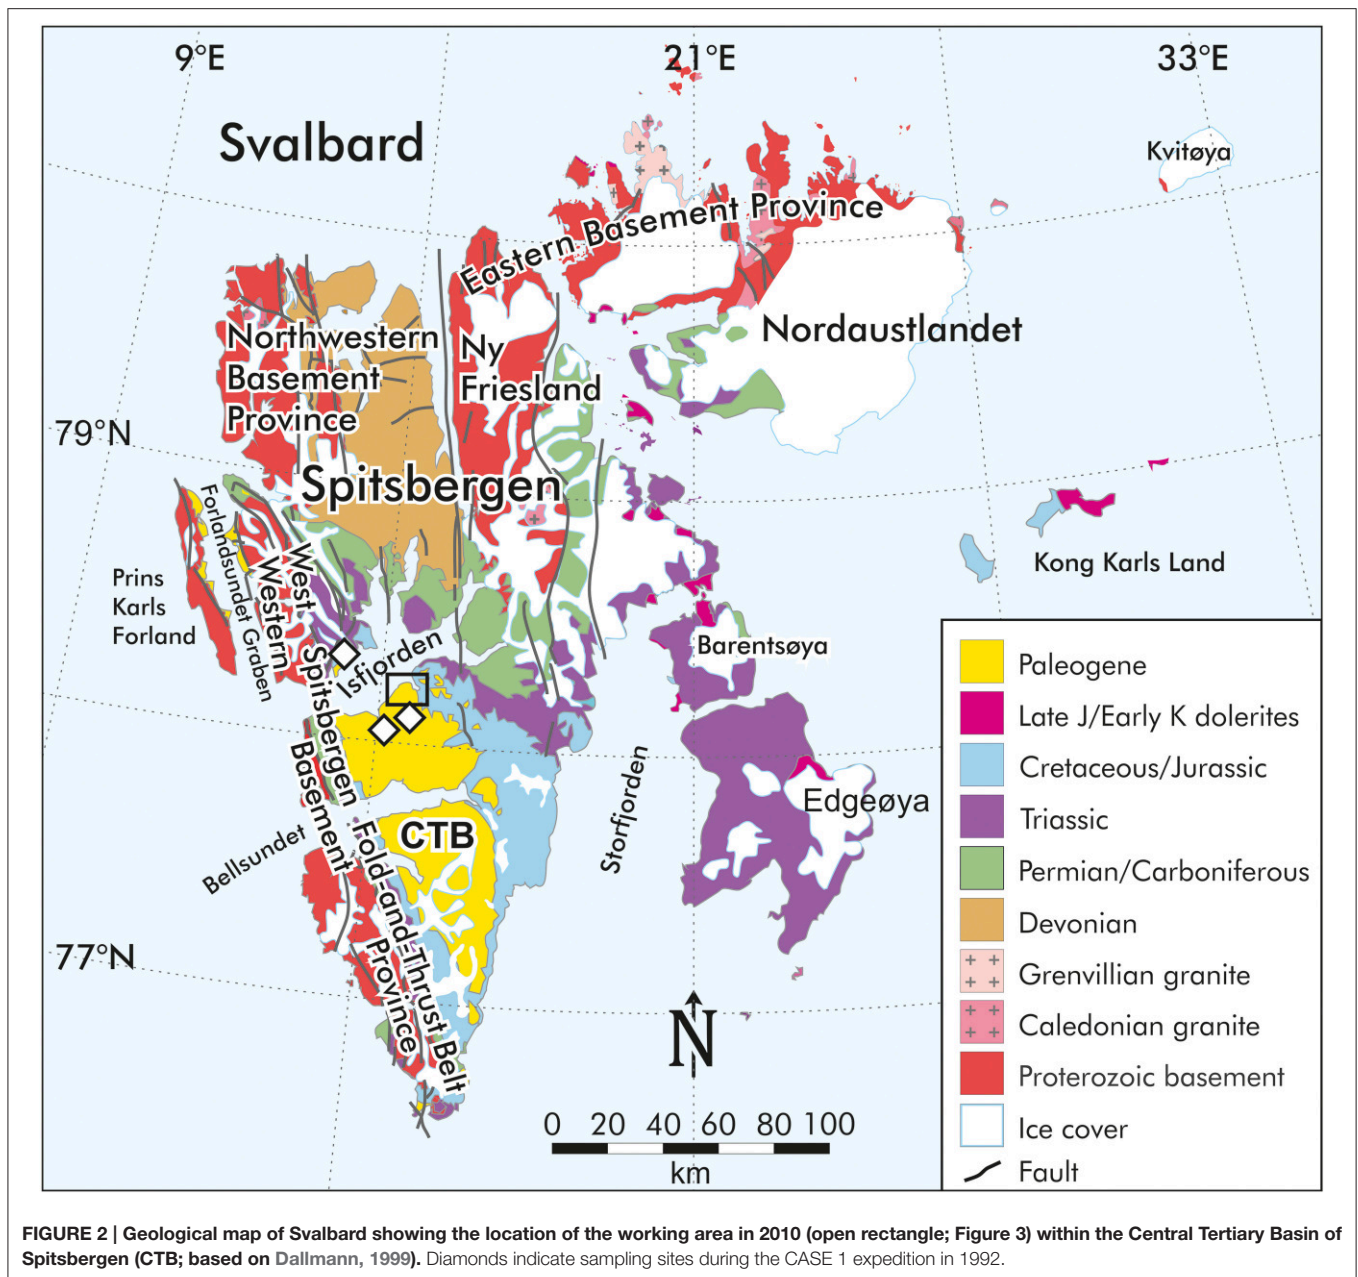 9°E
21°E
33°E
Svalbard
Kvitøya
Eastern Basement Province
Nordaustlandet
Northwestern
Basement
Province
Ny
Friesland
79°N
Spitsbergen
Forlandsundet Graben
Prins
Karls
Forland
West Spitsbergen Fold-and-Thrust Belt
Western Basement Province
Isfjorden
Kong Karls Land
Barentsøya
Edgeøya
Storfjorden
CTB
Bellsundet
77°N
N
0 20 40 60 80 100
km
Paleogene
Late J/Early K dolerites
Cretaceous/Jurassic
Triassic
Permian/Carboniferous
Devonian
Grenvillian granite
Caledonian granite
Proterozoic basement
Ice cover
Fault
FIGURE 2 | Geological map of Svalbard showing the location of the working area in 2010 (open rectangle; Figure 3) within the Central Tertiary Basin of
Spitsbergen (CTB; based on Dallmann, 1999). Diamonds indicate sampling sites during the CASE 1 expedition in 1992.